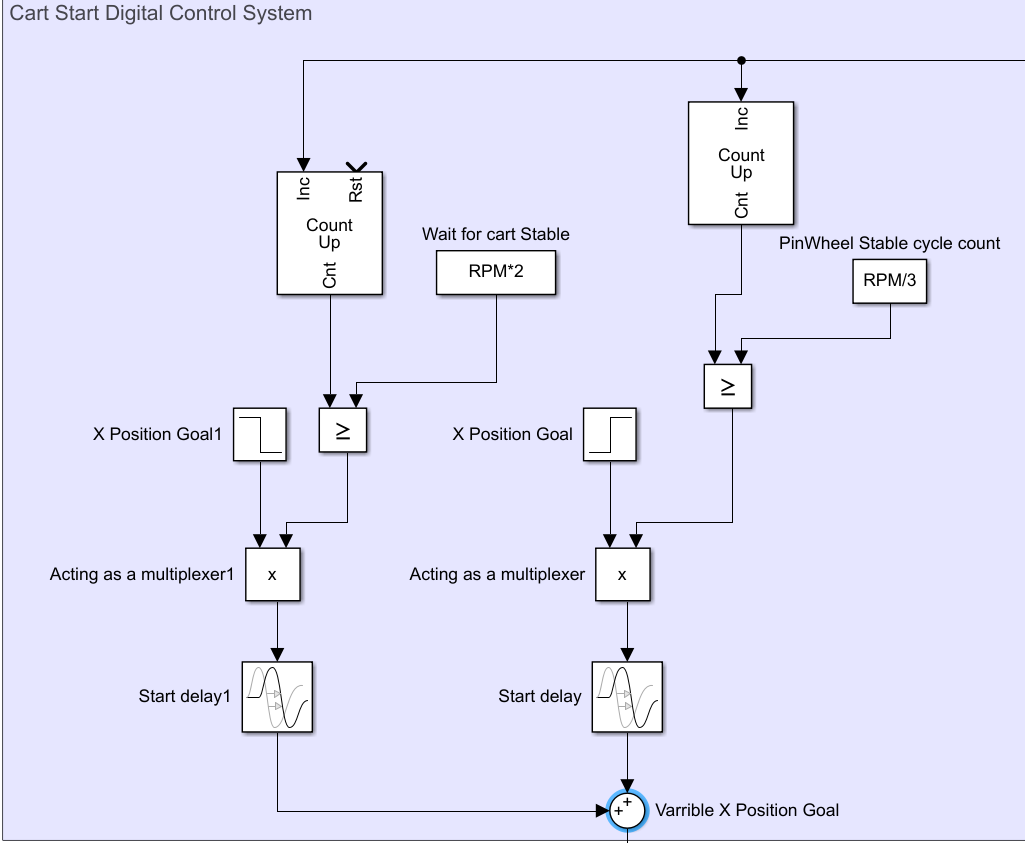 Cart Start Digital Control System
Inc
Rst
Count
Up
Cnt
Inc
Count
Up
Cnt
Wait for cart Stable
RPM*2
PinWheel Stable cycle count
RPM/3
≥
≥
X Position Goal1
X Position Goal
Acting as a multiplexer1
x
Acting as a multiplexer
x
Start delay1
Start delay
+
+
Varrible X Position Goal